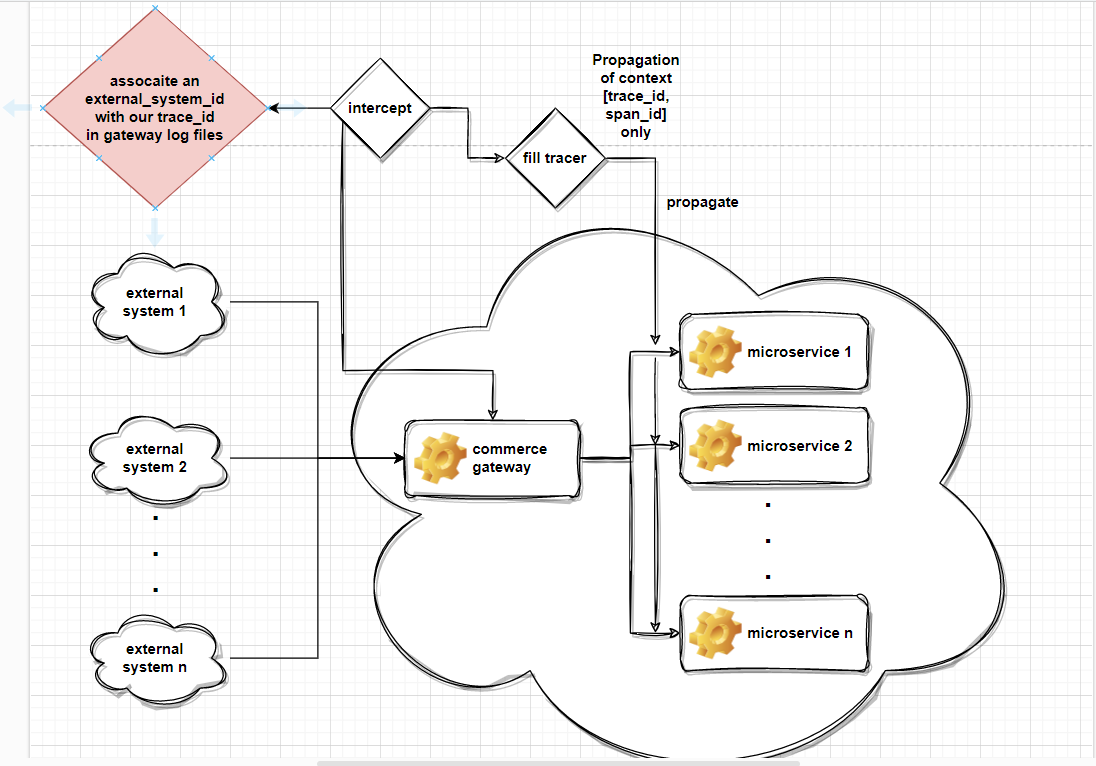 assocaite an
external_system_id
with our trace_id
in gateway log files
intercept
Propagation
of context
[trace_id,
span_id]
only
fill tracer
propagate
external
system 1
external
system 2
external
system n
commerce
gateway
microservice 1
microservice 2
microservice n